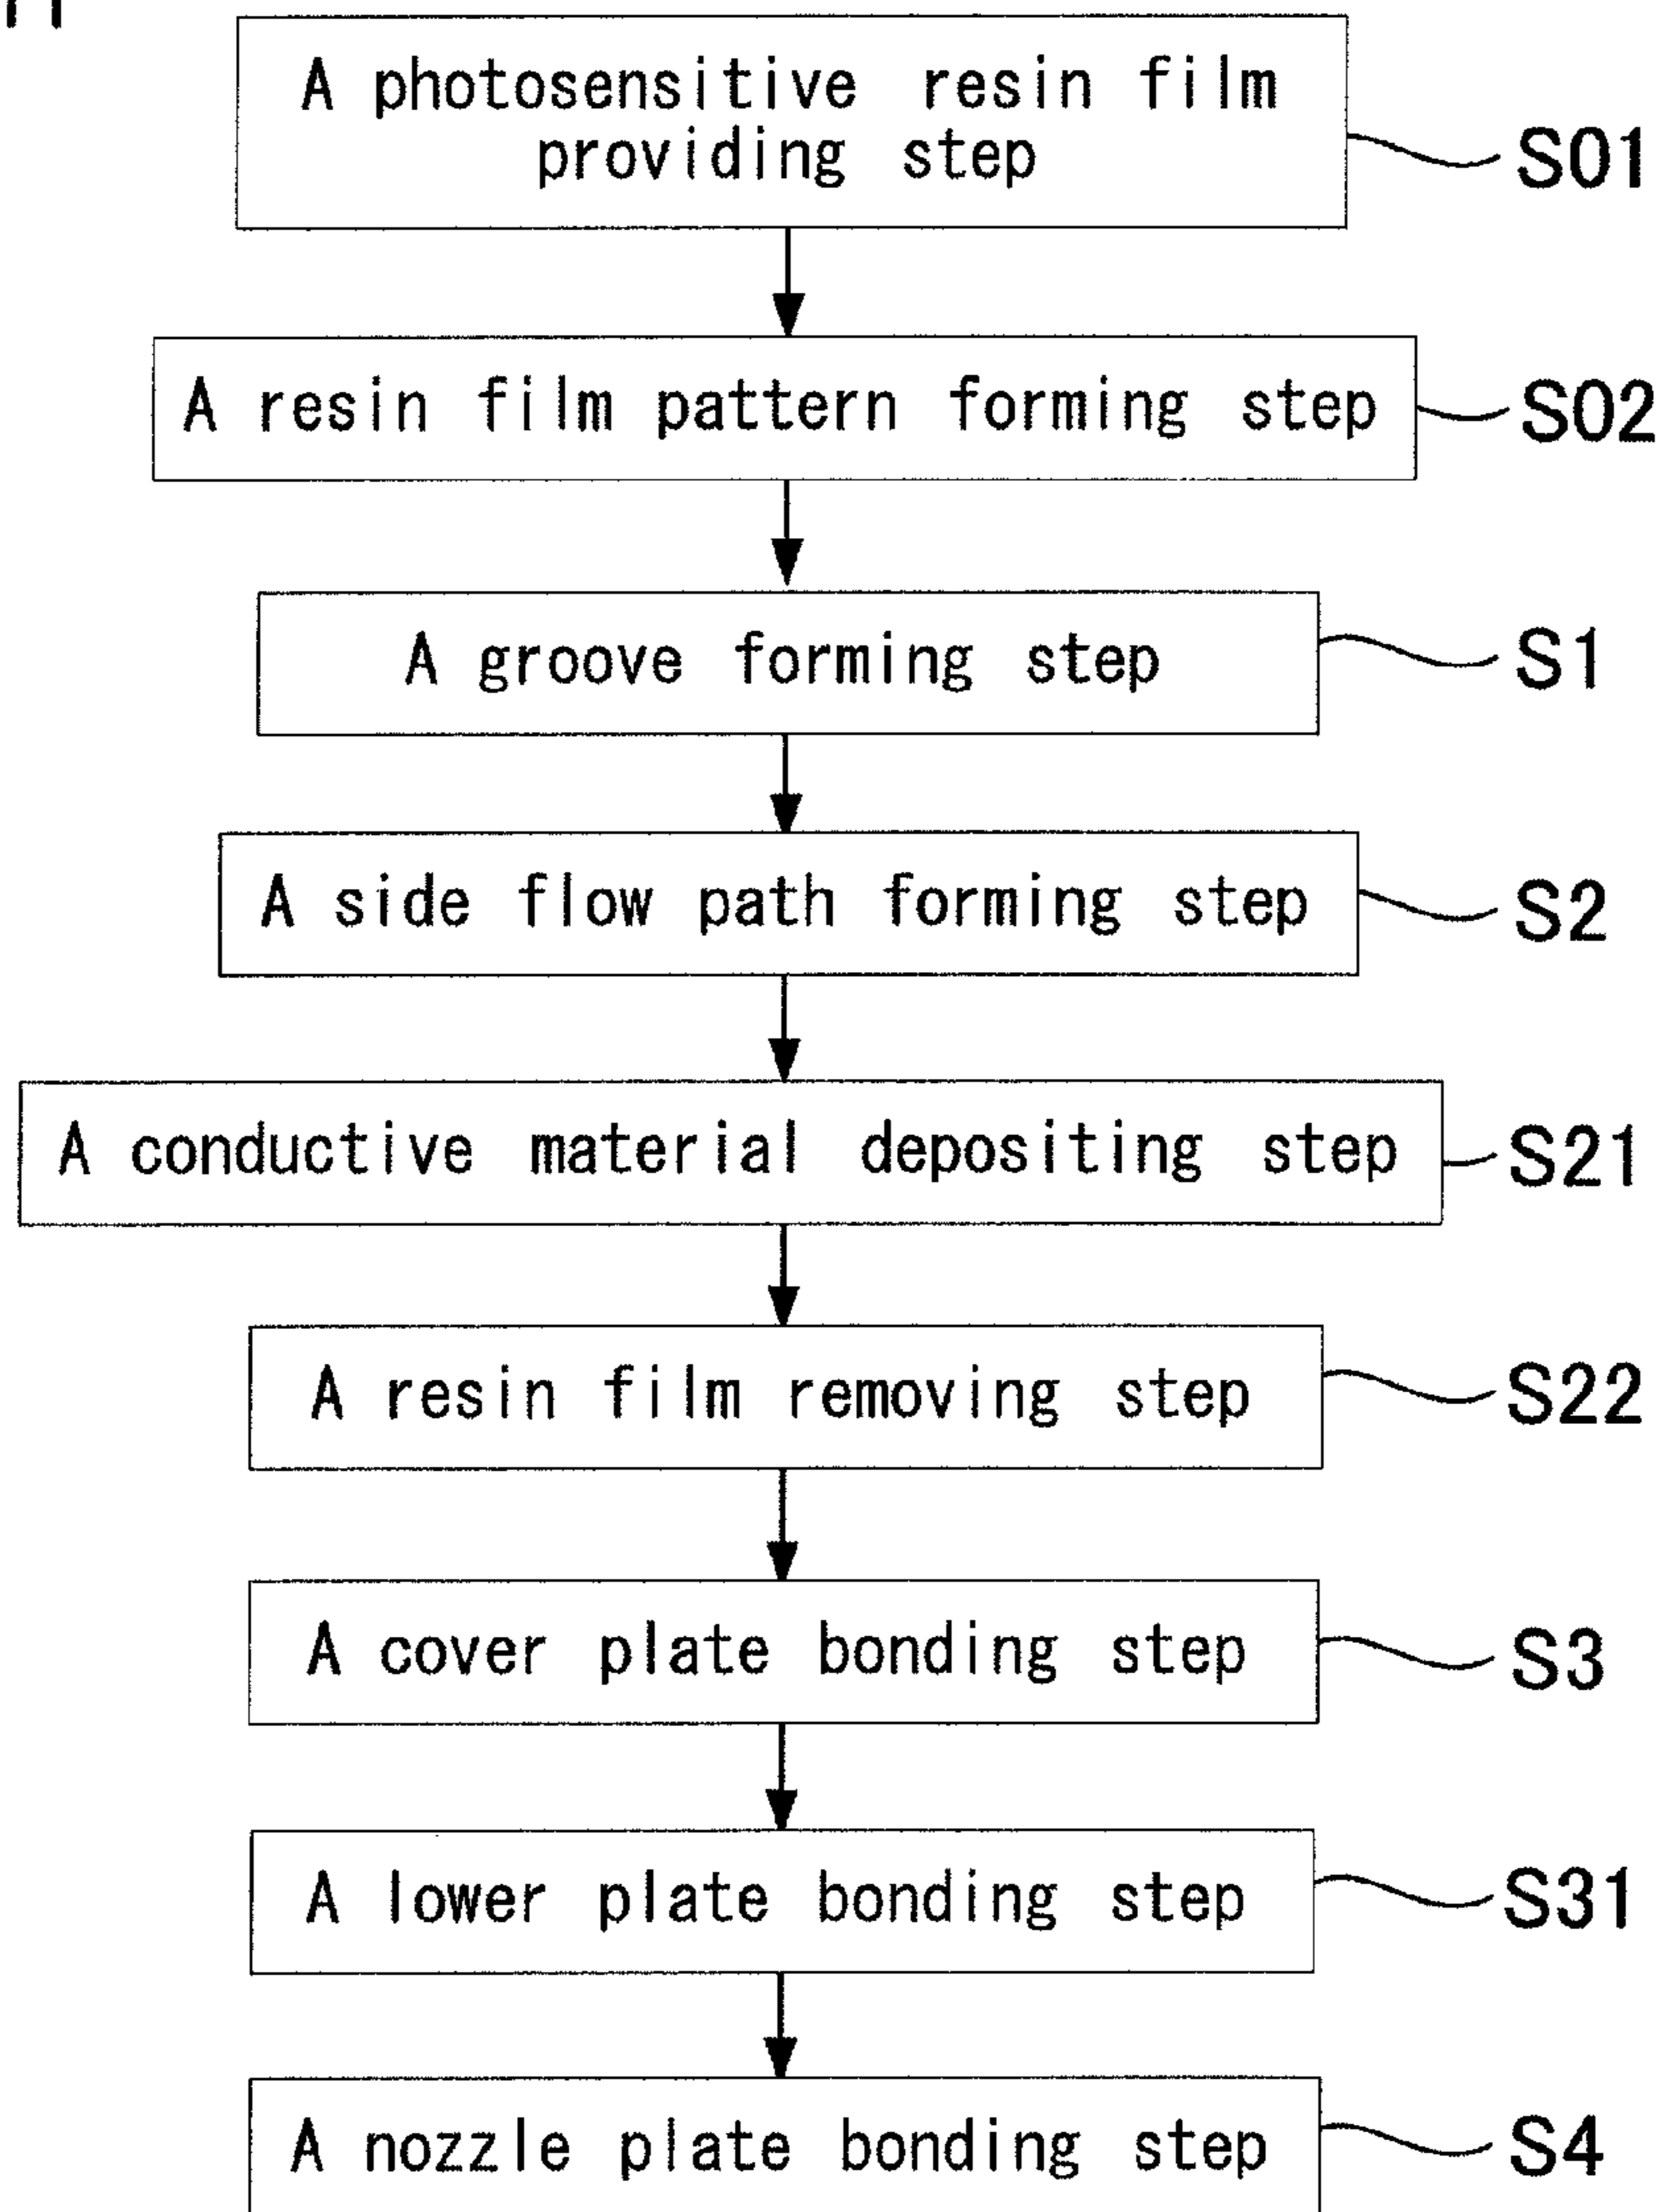 A photosensitive resin film
providing step
S01
A resin film pattern forming step
S02
A groove forming step
S1
A side flow path forming step
S2
A conductive material depositing step
S21
A resin film removing step
S22
A cover plate bonding step
S3
A lower plate bonding step
S31
A nozzle plate bonding step
S4